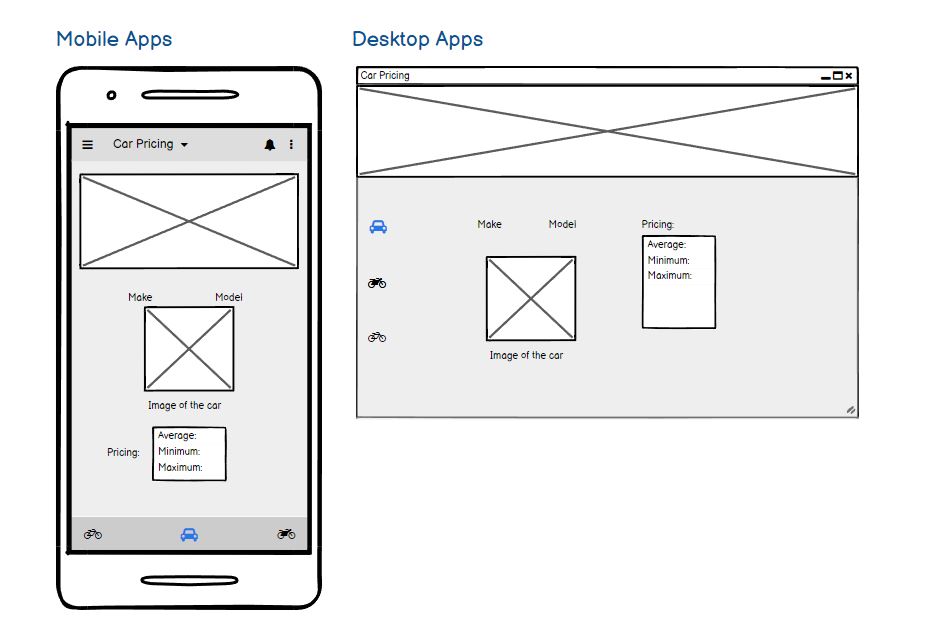 Mobile Apps
Car Pricing
Make Model
Image of the car
Pricing:
Average:
Minimum:
Maximum:
Desktop Apps
Car Pricing
Make Model
Image of the car
Pricing:
Average:
Minimum:
Maximum: